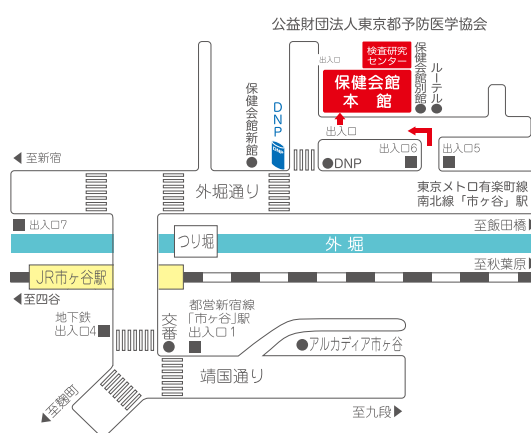 公益財団法人東京都予防医学協会
出入口
検査研究
センター
保健会館
本館
保健会館別館
ルーテル
保健会館新館
DNP
DNP
出入口
DNP
出入口6
出入口5
至新宿
外堀通り
東京メトロ有楽町線
南北線「市ヶ谷」駅
出入口7
至飯田橋
つり堀
外堀
至秋葉原
JR市ヶ谷駅
至四谷
地下鉄
出入口4
交番
都営新宿線
「市ヶ谷」駅
出入口1
アルカディア市ヶ谷
靖国通り
至麹町
至九段